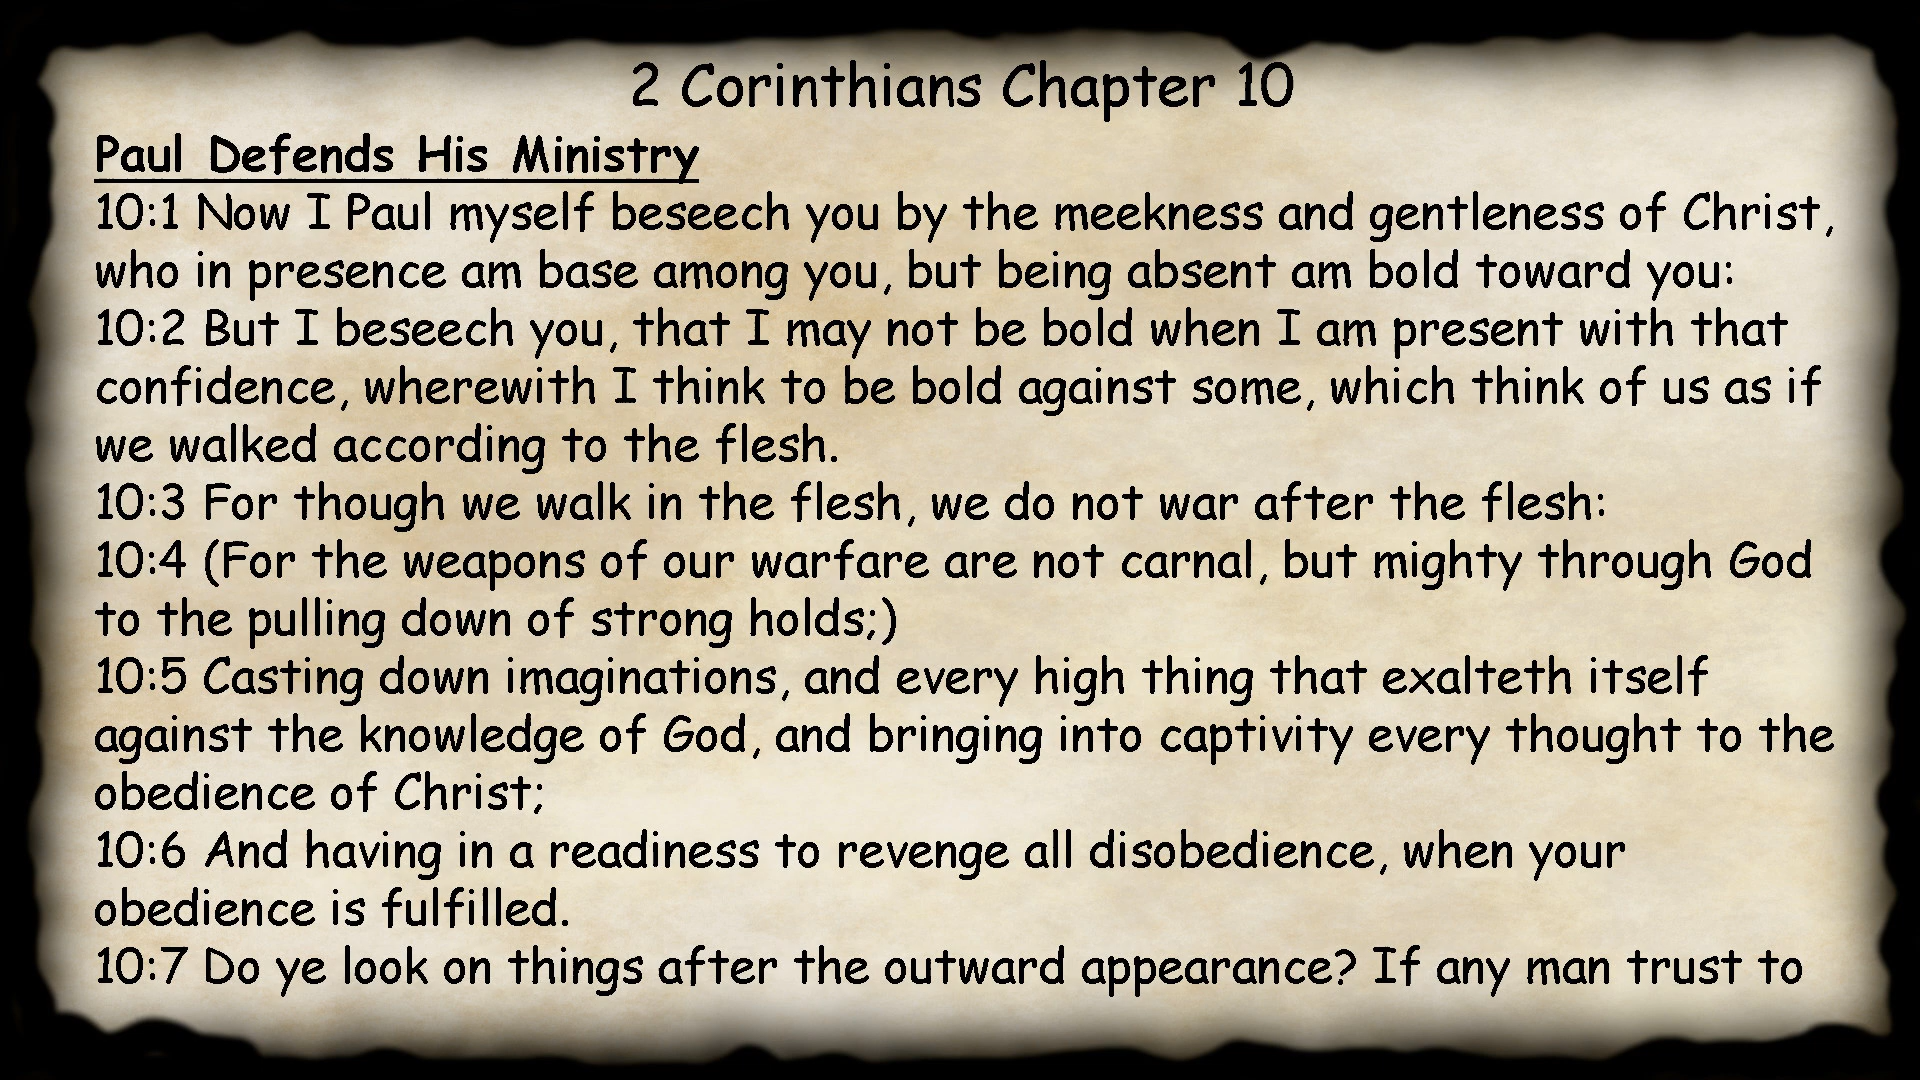 2 Corinthians Chapter 10
Paul Defends His Ministry
10:1 Now I Paul myself beseech you by the meekness and gentleness of Christ,
who in presence am base among you, but being absent am bold toward you:
10:2 But I beseech you, that I may not be bold when I am present with that
confidence, wherewith I think to be bold against some, which think of us as if
we walked according to the flesh.
10:3 For though we walk in the flesh, we do not war after the flesh:
10:4 (For the weapons of our warfare are not carnal, but mighty through God
to the pulling down of strong holds;)
10:5 Casting down imaginations, and every high thing that exalteth itself
against the knowledge of God, and bringing into captivity every thought to the
obedience of Christ;
10:6 And having in a readiness to revenge all disobedience, when your
obedience is fulfilled.
10:7 Do ye look on things after the outward appearance? If any man trust to